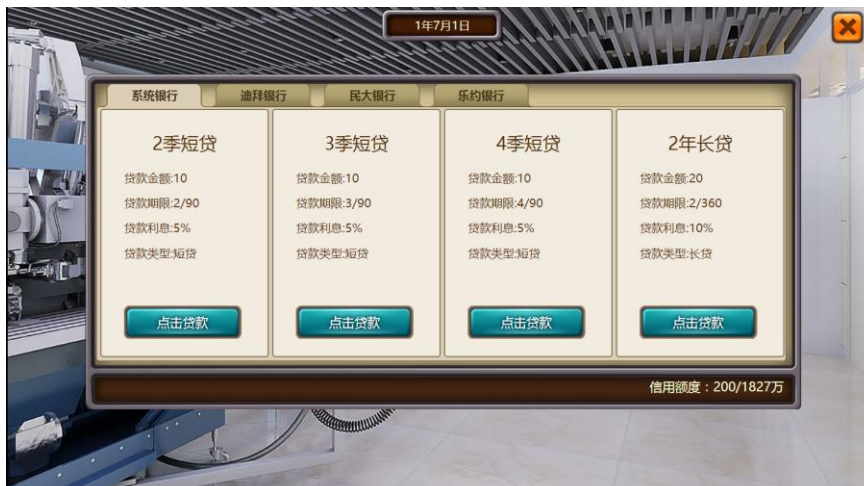 1年7月1日
系统银行 迪拜银行 民大银行 乐约银行
2季短贷 3季短贷 4季短贷 2年长贷
贷款金额:10 贷款金额:10 贷款金额:10 贷款金额:20
贷款期限:2/90 贷款期限:3/90 贷款期限:4/90 贷款期限:2/360
贷款利息:5% 贷款利息:5% 贷款利息:5% 贷款利息:10%
贷款类型:短贷 贷款类型:短贷 贷款类型:短贷 贷款类型:长贷
点击贷款 点击贷款 点击贷款 点击贷款
信用额度：200/1827万